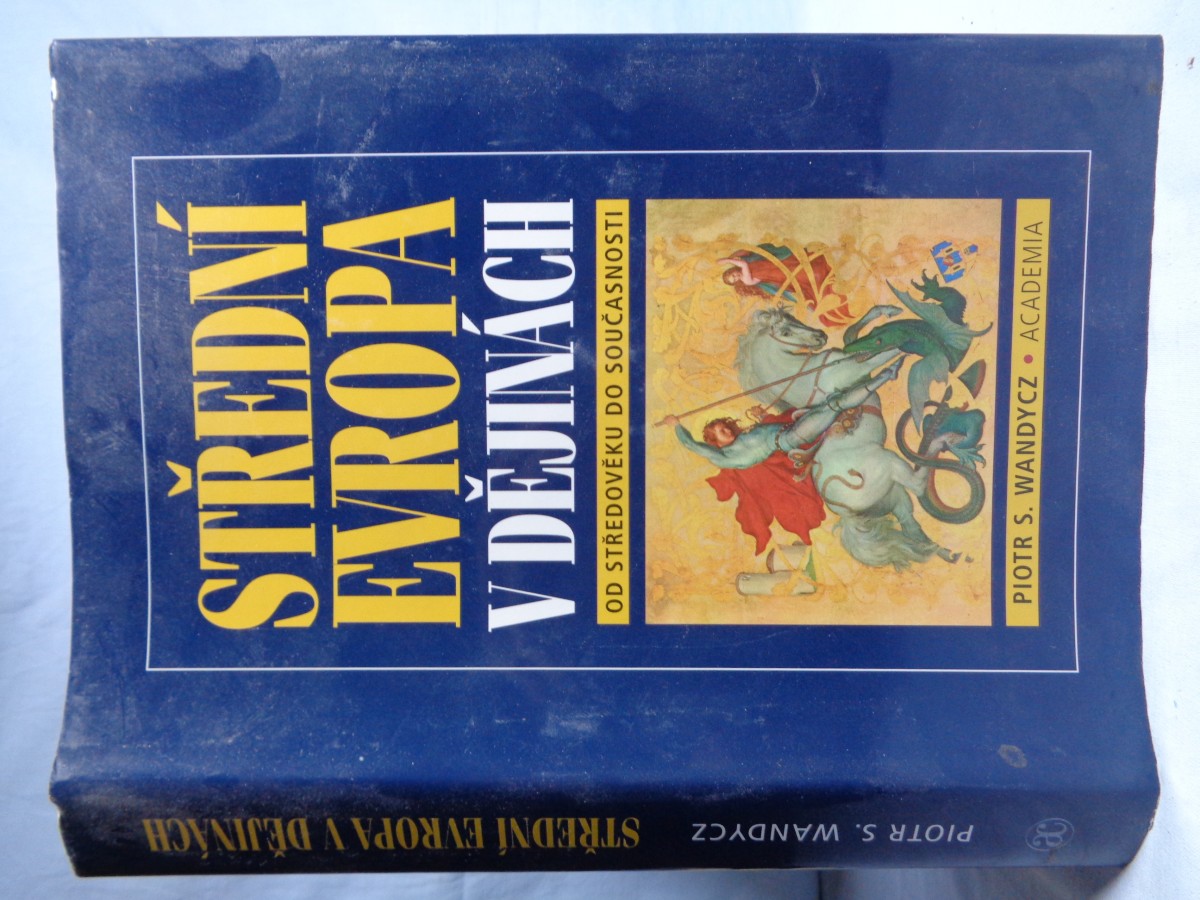 STŘEDNÍ
EVROPA
V DĚJINÁCH
OD STŘEDOVĚKU DO SOUČASNOSTI
PIOTR S. WANDYCZ • ACADEMIA
STŘEDNÍ EVROPA V DĚJINÁCH
PIOTR S. WANDYCZ